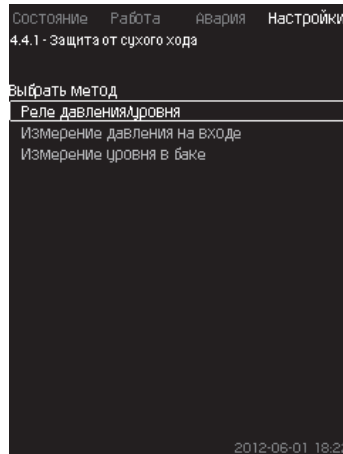 Состояние Работа Авария Настройки
4.4.1 - Защита от сухого хода
Выбрать метод
Реле давления/уровня
Измерение давления на входе
Измерение уровня в баке
2012-06-01 18:22